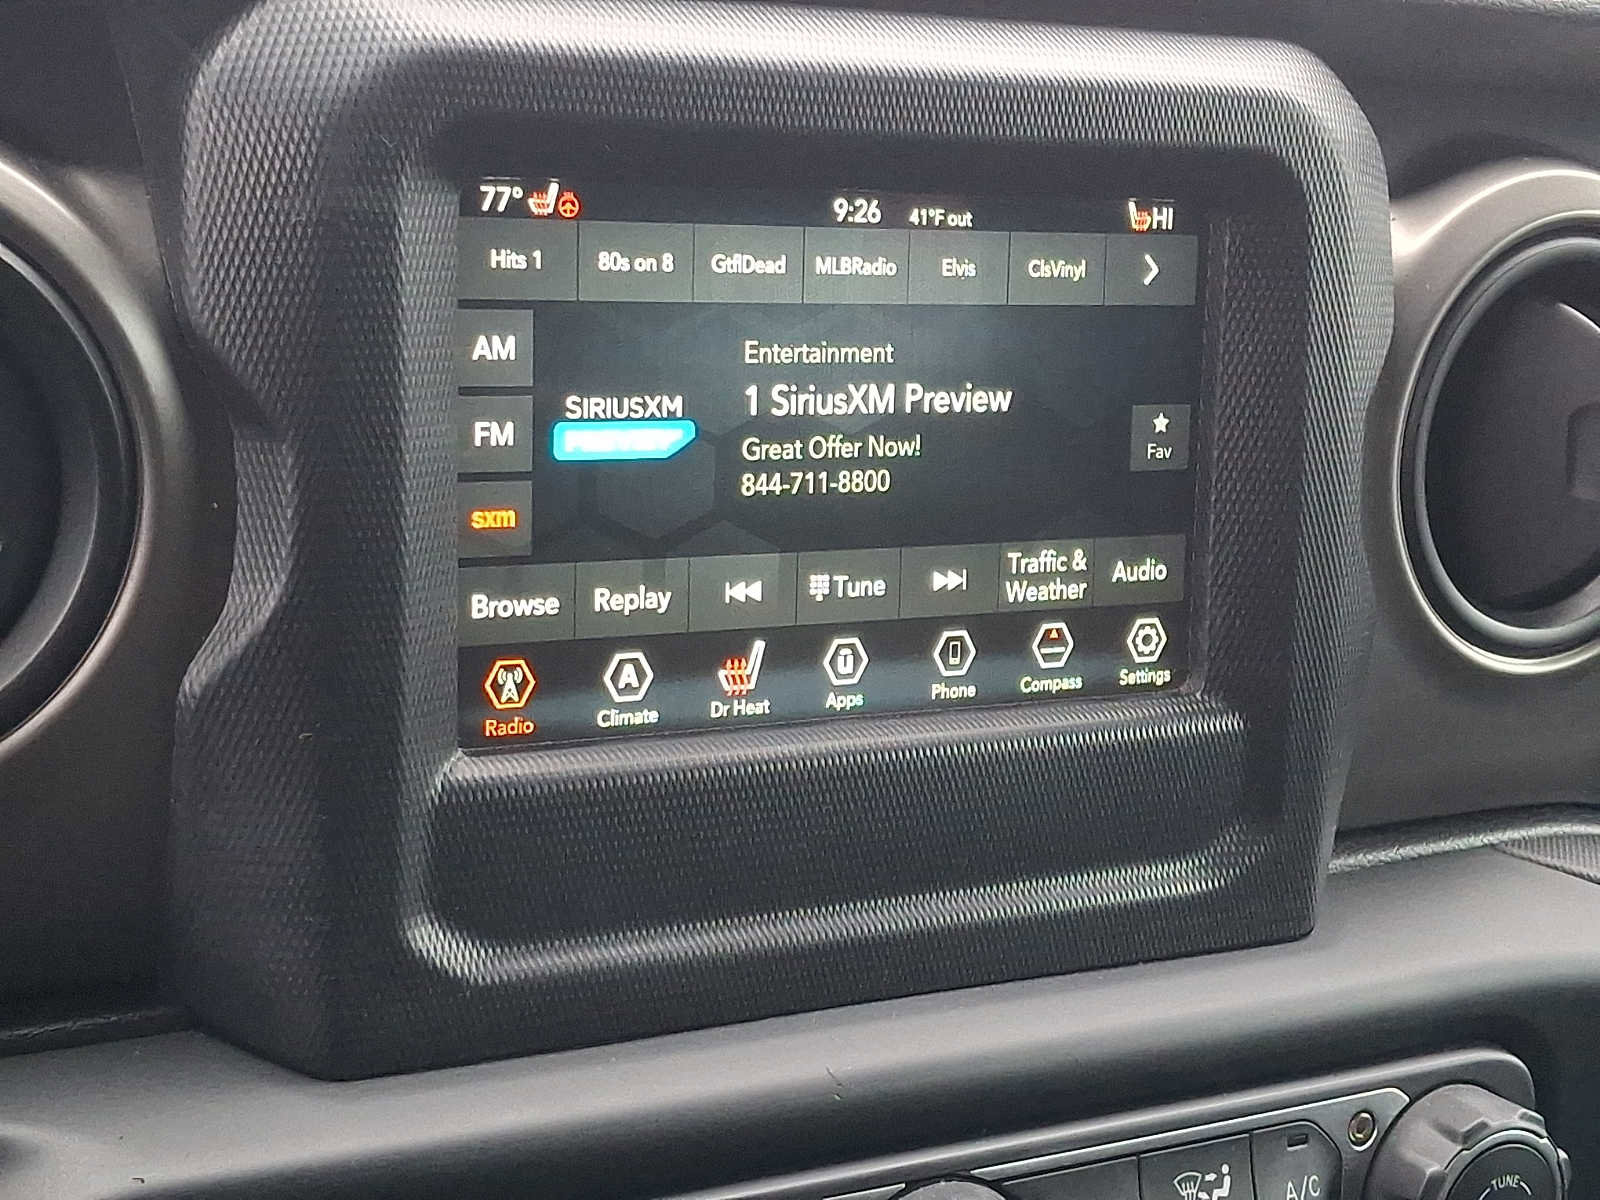 77°
9:26 41°F out
HI
Hits 1 80s on 8 GtflDead MLBRadio Elvis ClsVinyl
AM
FM
sxm
SIRIUSXM
PREVIEW
Entertainment
1 SiriusXM Preview
Great Offer Now!
844-711-8800
Fav
Browse Replay Tune Traffic & Weather Audio
Radio A Climate Dr Heat ū Apps Phone Compass Settings
A/C
TUNE